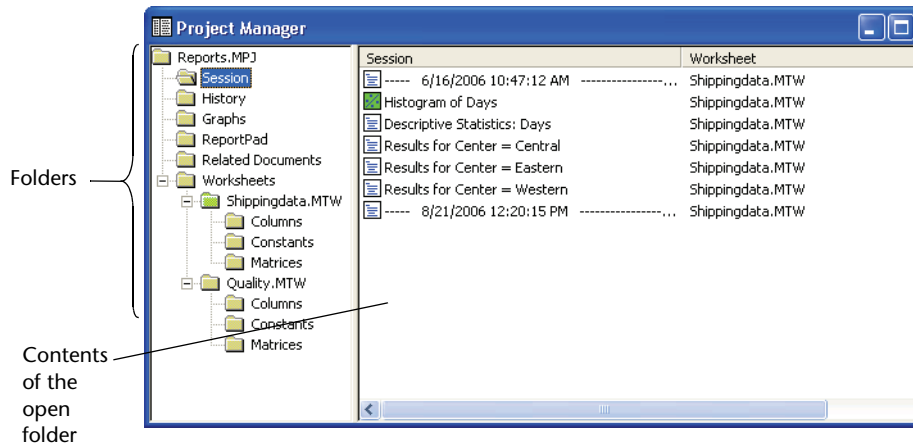 Project Manager
Reports.MPJ
Session
History
Graphs
ReportPad
Related Documents
Worksheets
Shippingdata.MTW
Columns
Constants
Matrices
Quality.MTW
Columns
Constants
Matrices
Session Worksheet
----- 6/16/2006 10:47:12 AM ----------------... Shippingdata.MTW
Histogram of Days Shippingdata.MTW
Descriptive Statistics: Days Shippingdata.MTW
Results for Center = Central Shippingdata.MTW
Results for Center = Eastern Shippingdata.MTW
Results for Center = Western Shippingdata.MTW
----- 8/21/2006 12:20:15 PM ----------------... Shippingdata.MTW
Folders
Contents
of the
open
folder